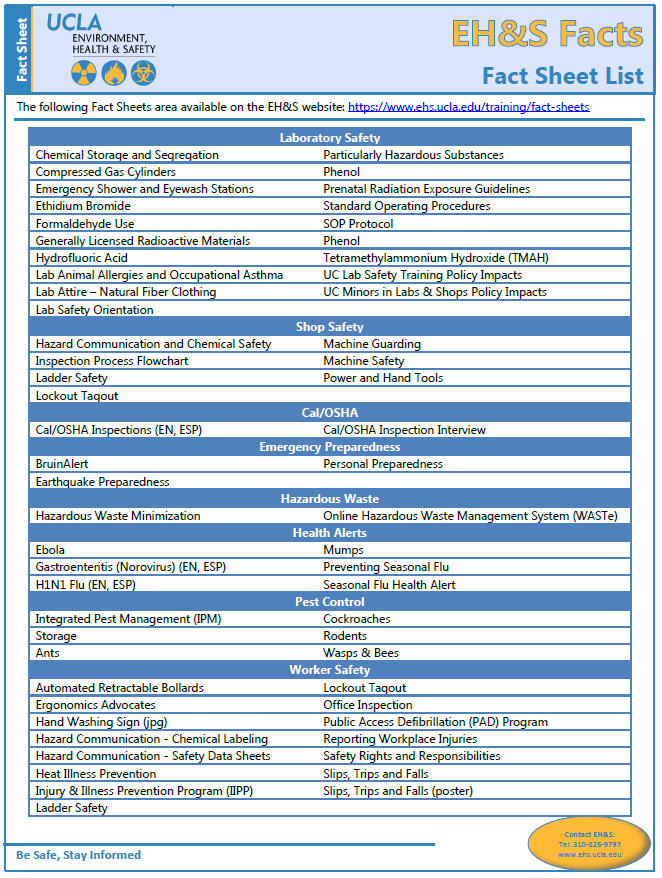 Fact Sheet
UCLA
ENVIRONMENT,
HEALTH & SAFETY
EH&S Facts
Fact Sheet List
The following Fact Sheets area available on the EH&S website: https://www.ehs.ucla.edu/training/fact-sheets
Laboratory Safety
Chemical Storage and Segregation Particularly Hazardous Substances
Compressed Gas Cylinders Phenol
Emergency Shower and Eyewash Stations Prenatal Radiation Exposure Guidelines
Ethidium Bromide Standard Operating Procedures
Formaldehyde Use SOP Protocol
Generally Licensed Radioactive Materials Phenol
Hydrofluoric Acid Tetramethylammonium Hydroxide (TMAH)
Lab Animal Allergies and Occupational Asthma UC Lab Safety Training Policy Impacts
Lab Attire – Natural Fiber Clothing UC Minors in Labs & Shops Policy Impacts
Lab Safety Orientation
Shop Safety
Hazard Communication and Chemical Safety Machine Guarding
Inspection Process Flowchart Machine Safety
Ladder Safety Power and Hand Tools
Lockout Tagout
Cal/OSHA
Cal/OSHA Inspections (EN, ESP) Cal/OSHA Inspection Interview
Emergency Preparedness
BruinAlert Personal Preparedness
Earthquake Preparedness
Hazardous Waste
Hazardous Waste Minimization Online Hazardous Waste Management System (WASTe)
Health Alerts
Ebola Mumps
Gastroenteritis (Norovirus) (EN, ESP) Preventing Seasonal Flu
H1N1 Flu (EN, ESP) Seasonal Flu Health Alert
Pest Control
Integrated Pest Management (IPM) Cockroaches
Storage Rodents
Ants Wasps & Bees
Worker Safety
Automated Retractable Bollards Lockout Tagout
Ergonomics Advocates Office Inspection
Hand Washing Sign (jpg) Public Access Defibrillation (PAD) Program
Hazard Communication - Chemical Labeling Reporting Workplace Injuries
Hazard Communication - Safety Data Sheets Safety Rights and Responsibilities
Heat Illness Prevention Slips, Trips and Falls
Injury & Illness Prevention Program (IIPP) Slips, Trips and Falls (poster)
Ladder Safety
Be Safe, Stay Informed
Contact EH&S:
Tel: 310-825-9797
www.ehs.ucla.edu